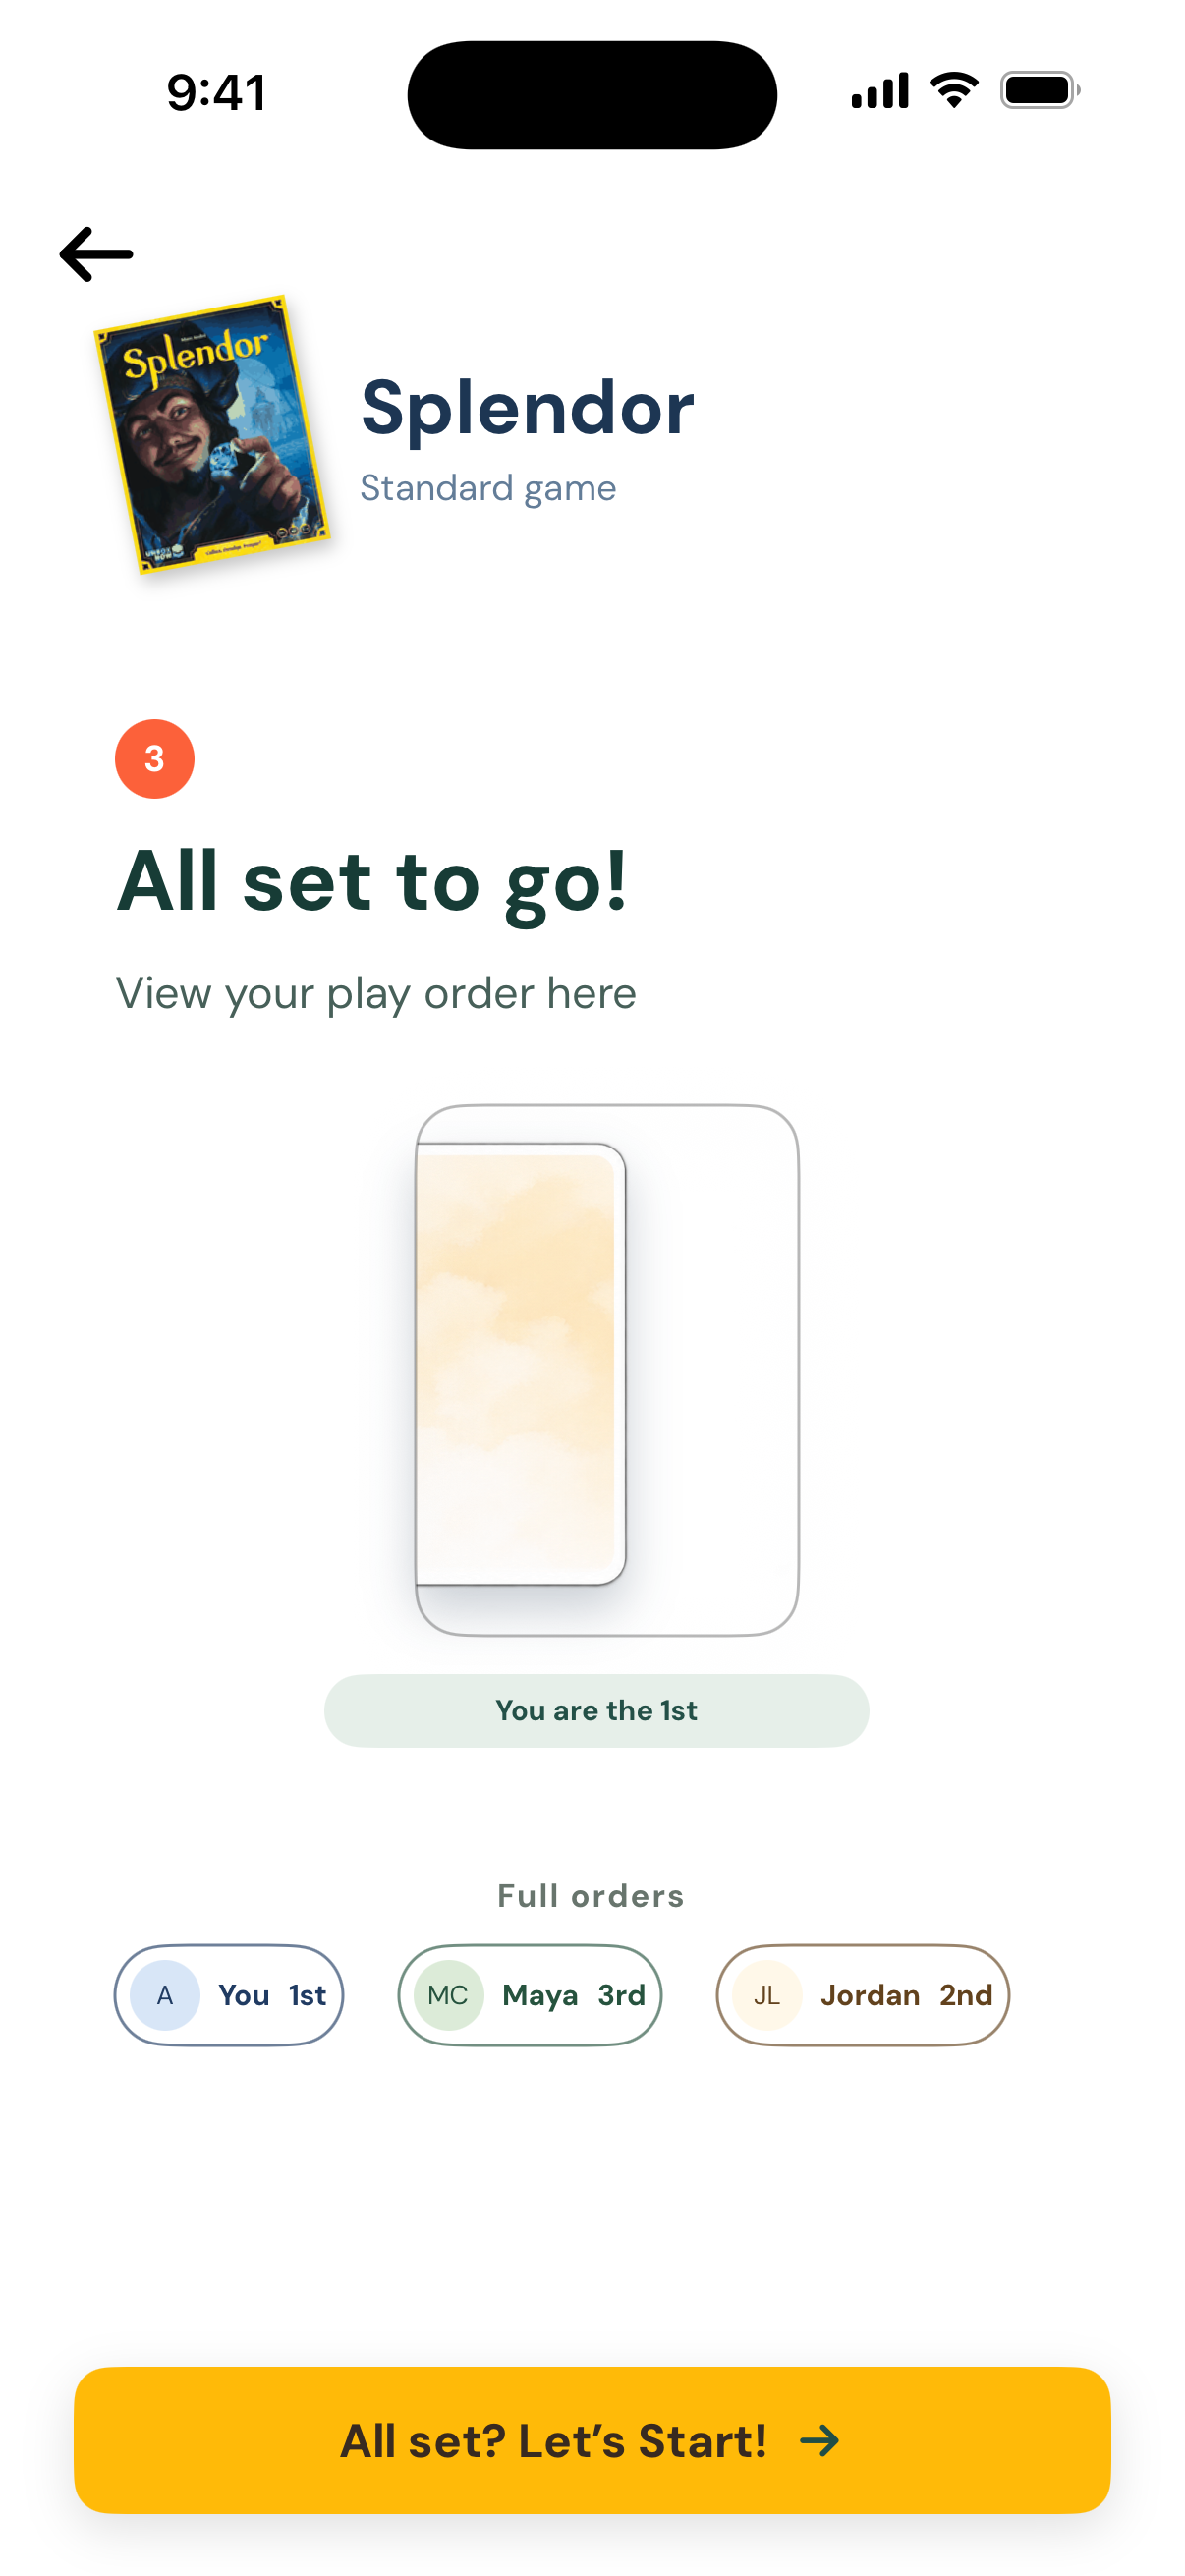 9:41
Splendor
Splendor
Standard game
3
All set to go!
View your play order here
You are the 1st
Full orders
A You 1st
MC Maya 3rd
JL Jordan 2nd
All set? Let’s Start!